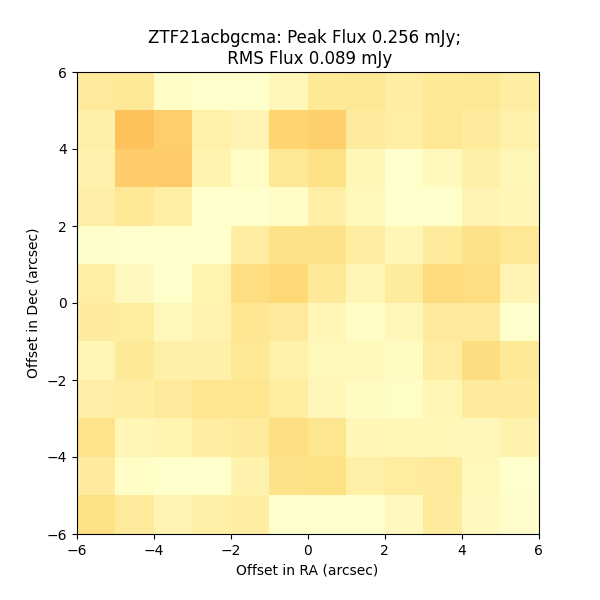 ZTF21acbgcma: Peak Flux 0.256 mJy;
RMS Flux 0.089 mJy
6
4
2
0
−2
−4
−6
Offset in Dec (arcsec)
−6 −4 −2 0 2 4 6
Offset in RA (arcsec)